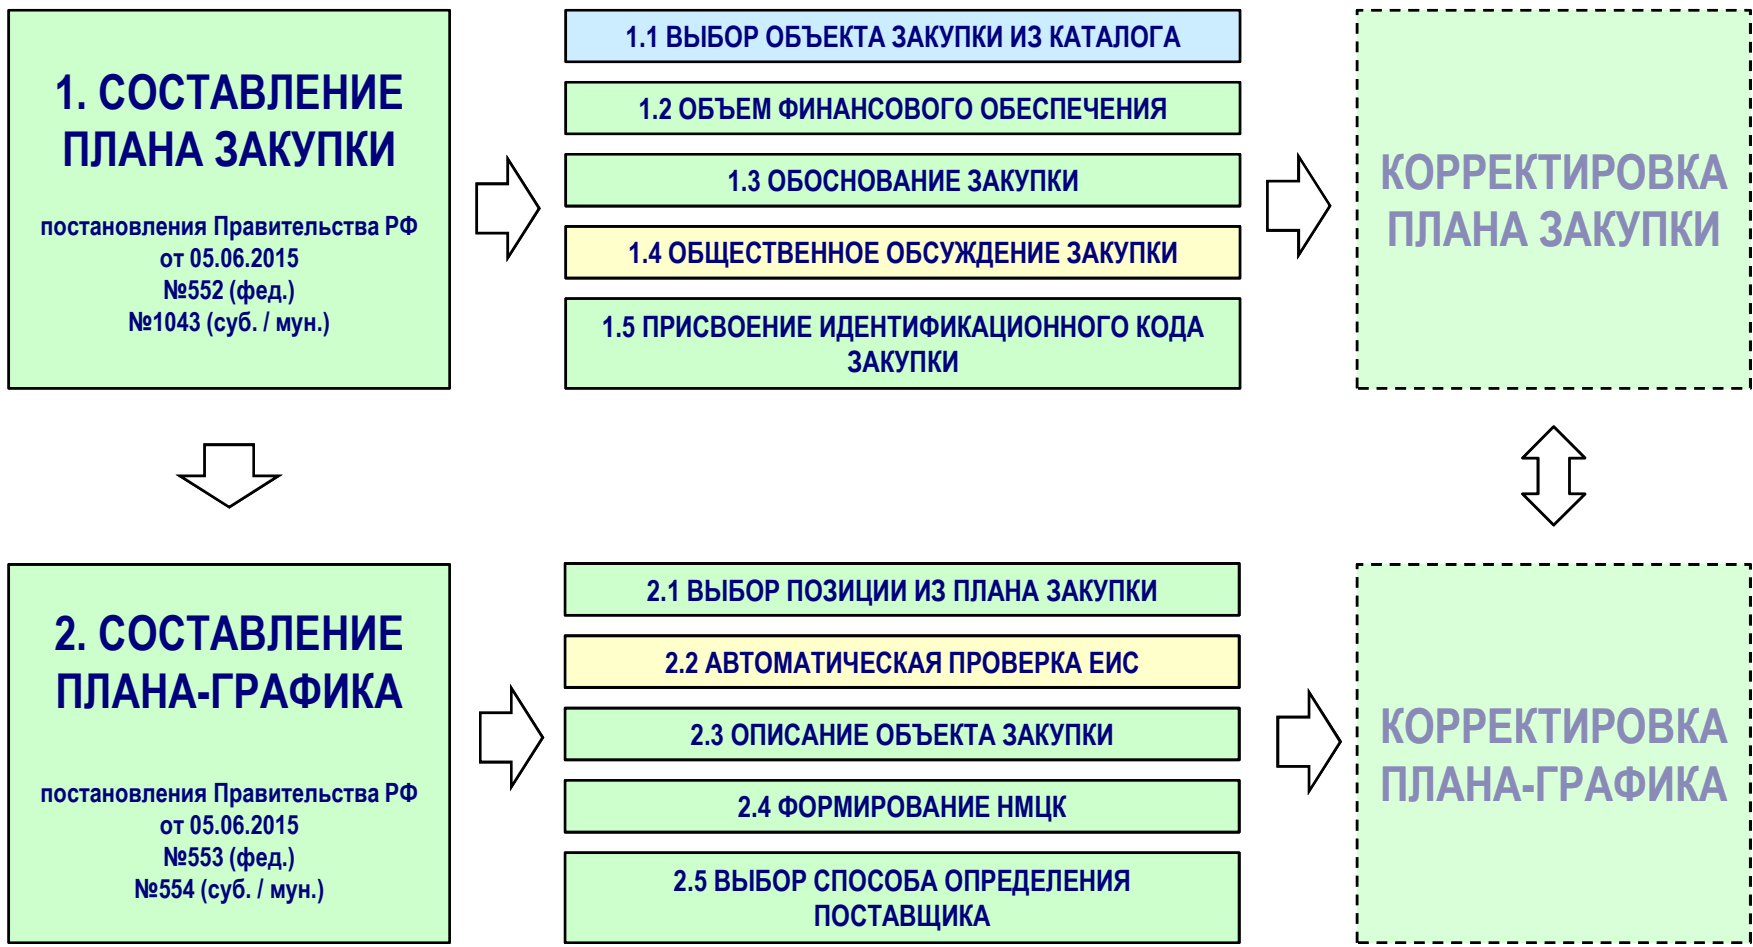 1. СОСТАВЛЕНИЕ
ПЛАНА ЗАКУПКИ
постановления Правительства РФ
от 05.06.2015
№552 (фед.)
№1043 (суб. / мун.)
1.1 ВЫБОР ОБЪЕКТА ЗАКУПКИ ИЗ КАТАЛОГА
1.2 ОБЪЕМ ФИНАНСОВОГО ОБЕСПЕЧЕНИЯ
1.3 ОБОСНОВАНИЕ ЗАКУПКИ
1.4 ОБЩЕСТВЕННОЕ ОБСУЖДЕНИЕ ЗАКУПКИ
1.5 ПРИСВОЕНИЕ ИДЕНТИФИКАЦИОННОГО КОДА
ЗАКУПКИ
КОРРЕКТИРОВКА
ПЛАНА ЗАКУПКИ
2. СОСТАВЛЕНИЕ
ПЛАНА-ГРАФИКА
постановления Правительства РФ
от 05.06.2015
№553 (фед.)
№554 (суб. / мун.)
2.1 ВЫБОР ПОЗИЦИИ ИЗ ПЛАНА ЗАКУПКИ
2.2 АВТОМАТИЧЕСКАЯ ПРОВЕРКА ЕИС
2.3 ОПИСАНИЕ ОБЪЕКТА ЗАКУПКИ
2.4 ФОРМИРОВАНИЕ НМЦК
2.5 ВЫБОР СПОСОБА ОПРЕДЕЛЕНИЯ
ПОСТАВЩИКА
КОРРЕКТИРОВКА
ПЛАНА-ГРАФИКА